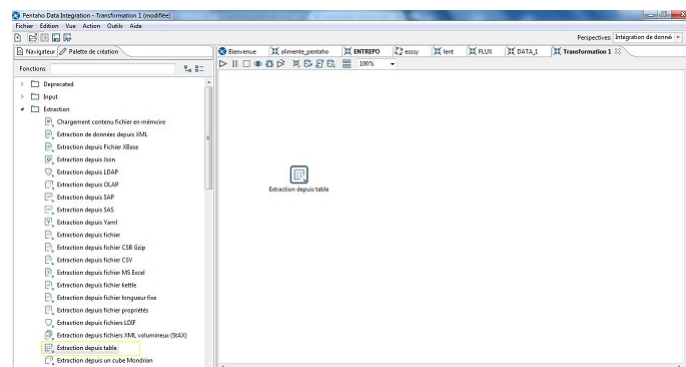 Pentaho Data Integration - Transformation 1 (modifiée)
Fichier Edition Vue Action Outils Aide
Perspectives: Intégration de donné
Navigateur Palette de création
Bienvenue alimente_pentaho ENTREPO esssy lent FLUX DATA_1 Transformation 1
Fonctions
100%
Deprecated
Input
Extraction
Chargement contenu fichier en mémoire
Extraction de données depuis XML
Extraction depuis Fichier XBase
Extraction depuis Json
Extraction depuis LDAP
Extraction depuis OLAP
Extraction depuis SAP
Extraction depuis SAS
Extraction depuis Yaml
Extraction depuis fichier
Extraction depuis fichier CSB Gzip
Extraction depuis fichier CSV
Extraction depuis fichier MS Excel
Extraction depuis fichier kettle
Extraction depuis fichier longueur fixe
Extraction depuis fichier propriétés
Extraction depuis fichiers LDIF
Extraction depuis fichiers XML volumineux (StAX)
Extraction depuis table
Extraction depuis un cube Mondrian
Extraction depuis table